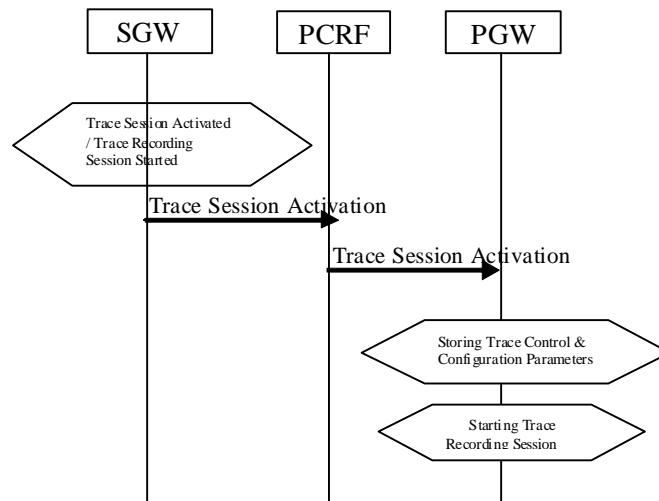 SGW
PCRF
PGW
Trace Session Activated
/ Trace Recording
Session Started
Trace Session Activation
Trace Session Activation
Storing Trace Control &
Configuration Parameters
Starting Trace
Recording Session